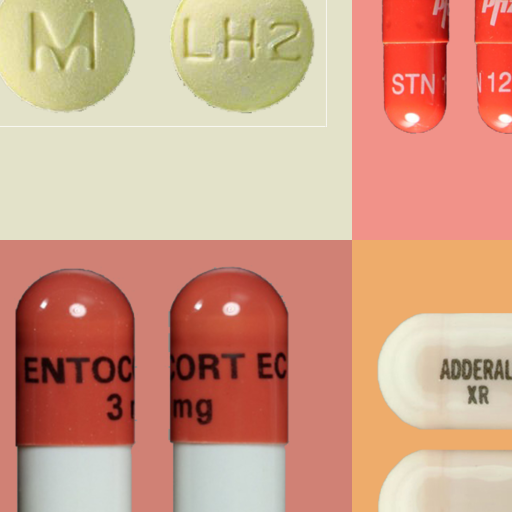 M LH2
STN 1 N 12
ENTOC CORT EC
3 mg
ADDERAL
XR